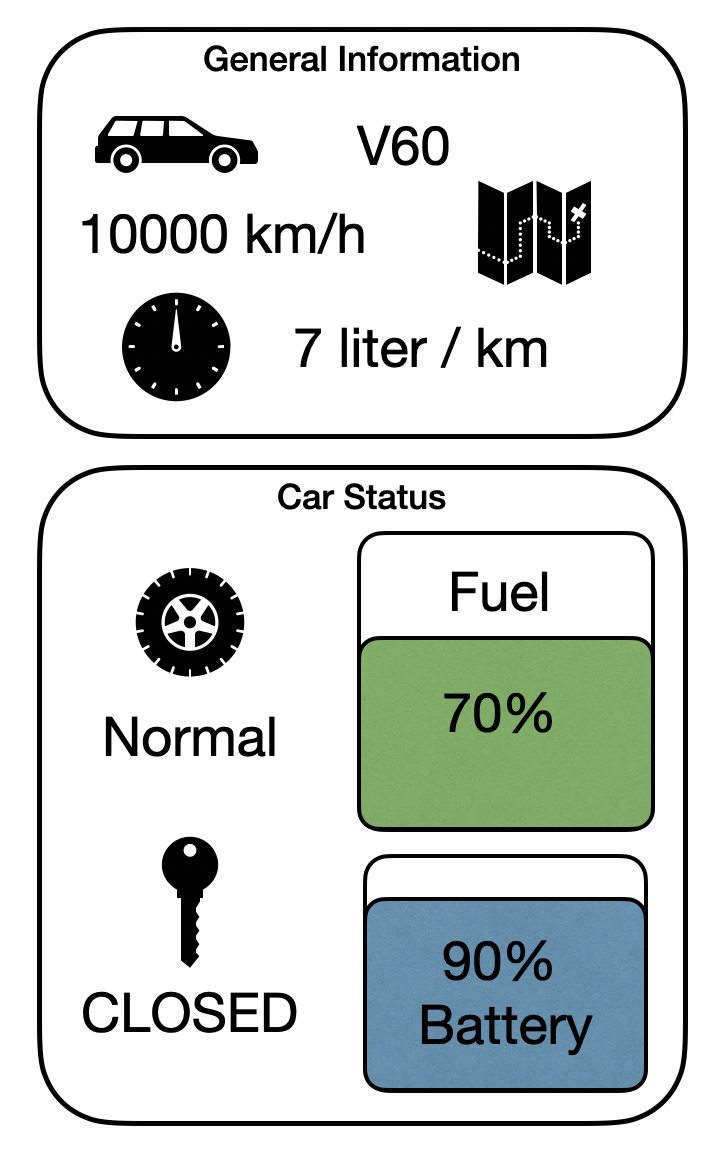 General Information
V60
10000 km/h
7 liter / km
Car Status
Fuel
70%
Normal
90%
Battery
CLOSED